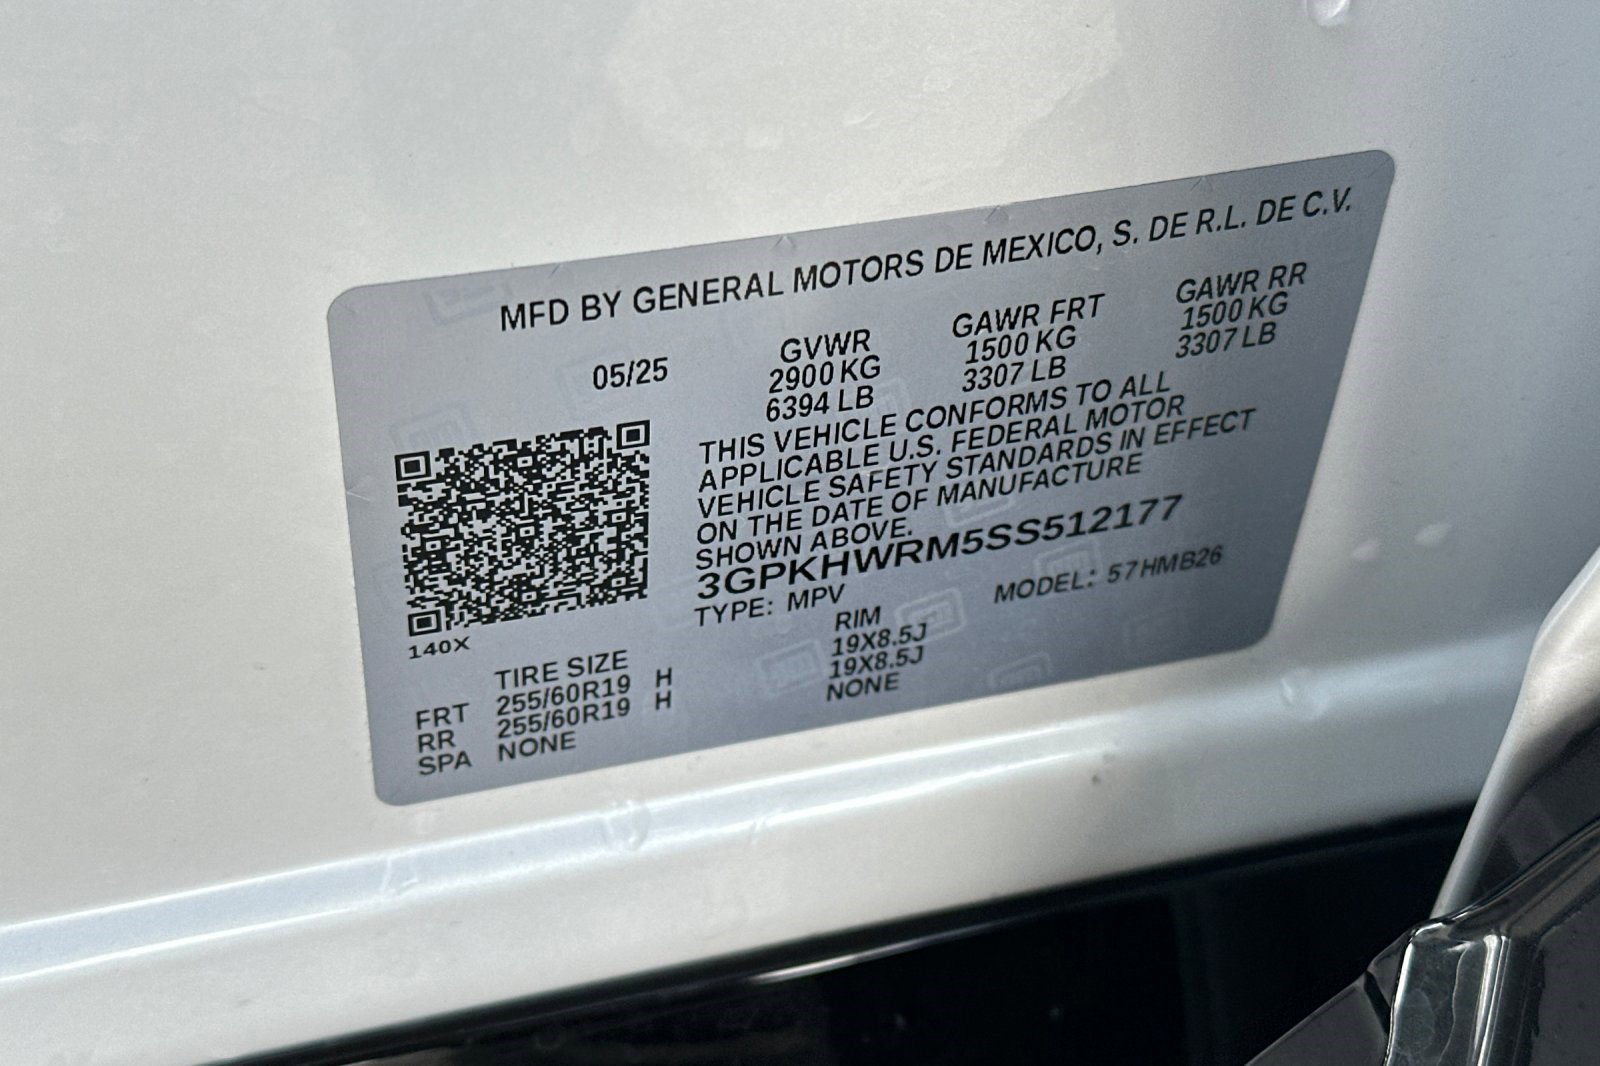 MFD BY GENERAL MOTORS DE MEXICO, S. DE R.L. DE C.V.
05/25 GVWR GAWR FRT GAWR RR
2900 KG 1500 KG 1500 KG
6394 LB 3307 LB 3307 LB
THIS VEHICLE CONFORMS TO ALL
APPLICABLE U.S. FEDERAL MOTOR
VEHICLE SAFETY STANDARDS IN EFFECT
ON THE DATE OF MANUFACTURE
SHOWN ABOVE.
3GPKHWRM5SS512177
TYPE: MPV MODEL: 57HMB26
140X
TIRE SIZE RIM
FRT 255/60R19 H 19X8.5J
RR 255/60R19 H 19X8.5J
SPA NONE NONE